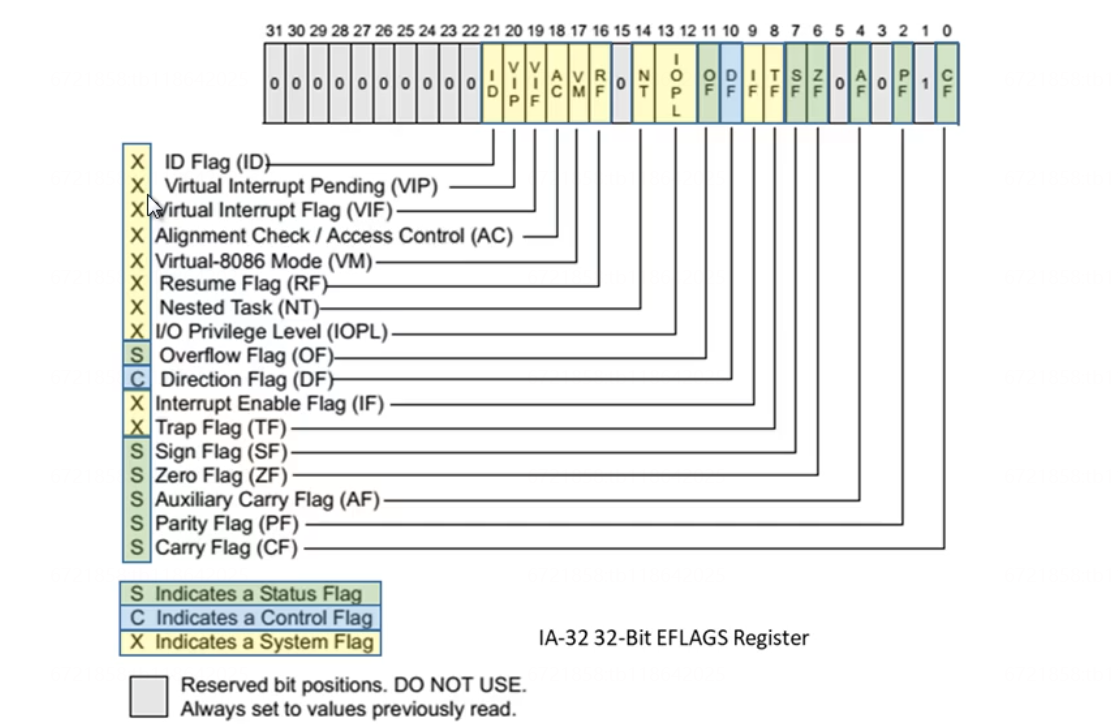 31 30 29 28 27 26 25 24 23 22 21 20 19 18 17 16 15 14 13 12 11 10 9 8 7 6 5 4 3 2 1 0
0 0 0 0 0 0 0 0 0 0 ID VIP VIF AC VM RF 0 NT IOPL OF DF IF TF SF ZF 0 AF 0 PF 1 CF
X ID Flag (ID)
X Virtual Interrupt Pending (VIP)
X Virtual Interrupt Flag (VIF)
X Alignment Check / Access Control (AC)
X Virtual-8086 Mode (VM)
X Resume Flag (RF)
X Nested Task (NT)
X I/O Privilege Level (IOPL)
S Overflow Flag (OF)
C Direction Flag (DF)
X Interrupt Enable Flag (IF)
X Trap Flag (TF)
S Sign Flag (SF)
S Zero Flag (ZF)
S Auxiliary Carry Flag (AF)
S Parity Flag (PF)
S Carry Flag (CF)
S Indicates a Status Flag
C Indicates a Control Flag
X Indicates a System Flag
IA-32 32-Bit EFLAGS Register
Reserved bit positions. DO NOT USE.
Always set to values previously read.